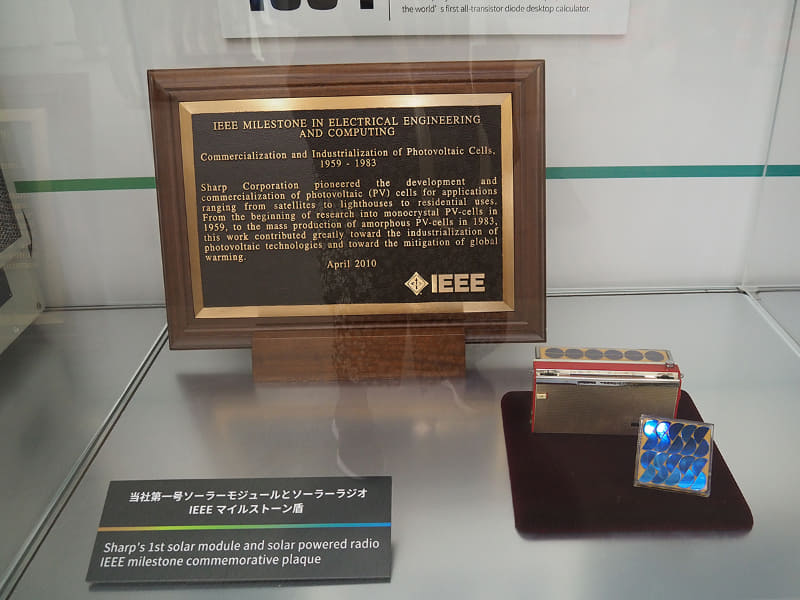 the world's first all-transistor diode desktop calculator.
IEEE MILESTONE IN ELECTRICAL ENGINEERING
AND COMPUTING
Commercialization and Industrialization of Photovoltaic Cells,
1959 - 1983
Sharp Corporation pioneered the development and
commercialization of photovoltaic (PV) cells for applications
ranging from satellites to lighthouses to residential uses.
From the beginning of research into monocrystal PV-cells in
1959, to the mass production of amorphous PV-cells in 1983,
this work contributed greatly toward the industrialization of
photovoltaic technologies and toward the mitigation of global
warming.
April 2010
IEEE
当社第一号ソーラーモジュールとソーラーラジオ
IEEE マイルストーン盾
Sharp's 1st solar module and solar powered radio
IEEE milestone commemorative plaque